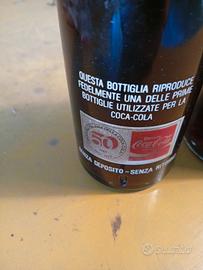 QUESTA BOTTIGLIA RIPRODUCE
FEDELMENTE UNA DELLE PRIME
BOTTIGLIE UTILIZZATE PER LA
COCA-COLA
50
Coca-Cola
SENZA DEPOSITO - SENZA
subito